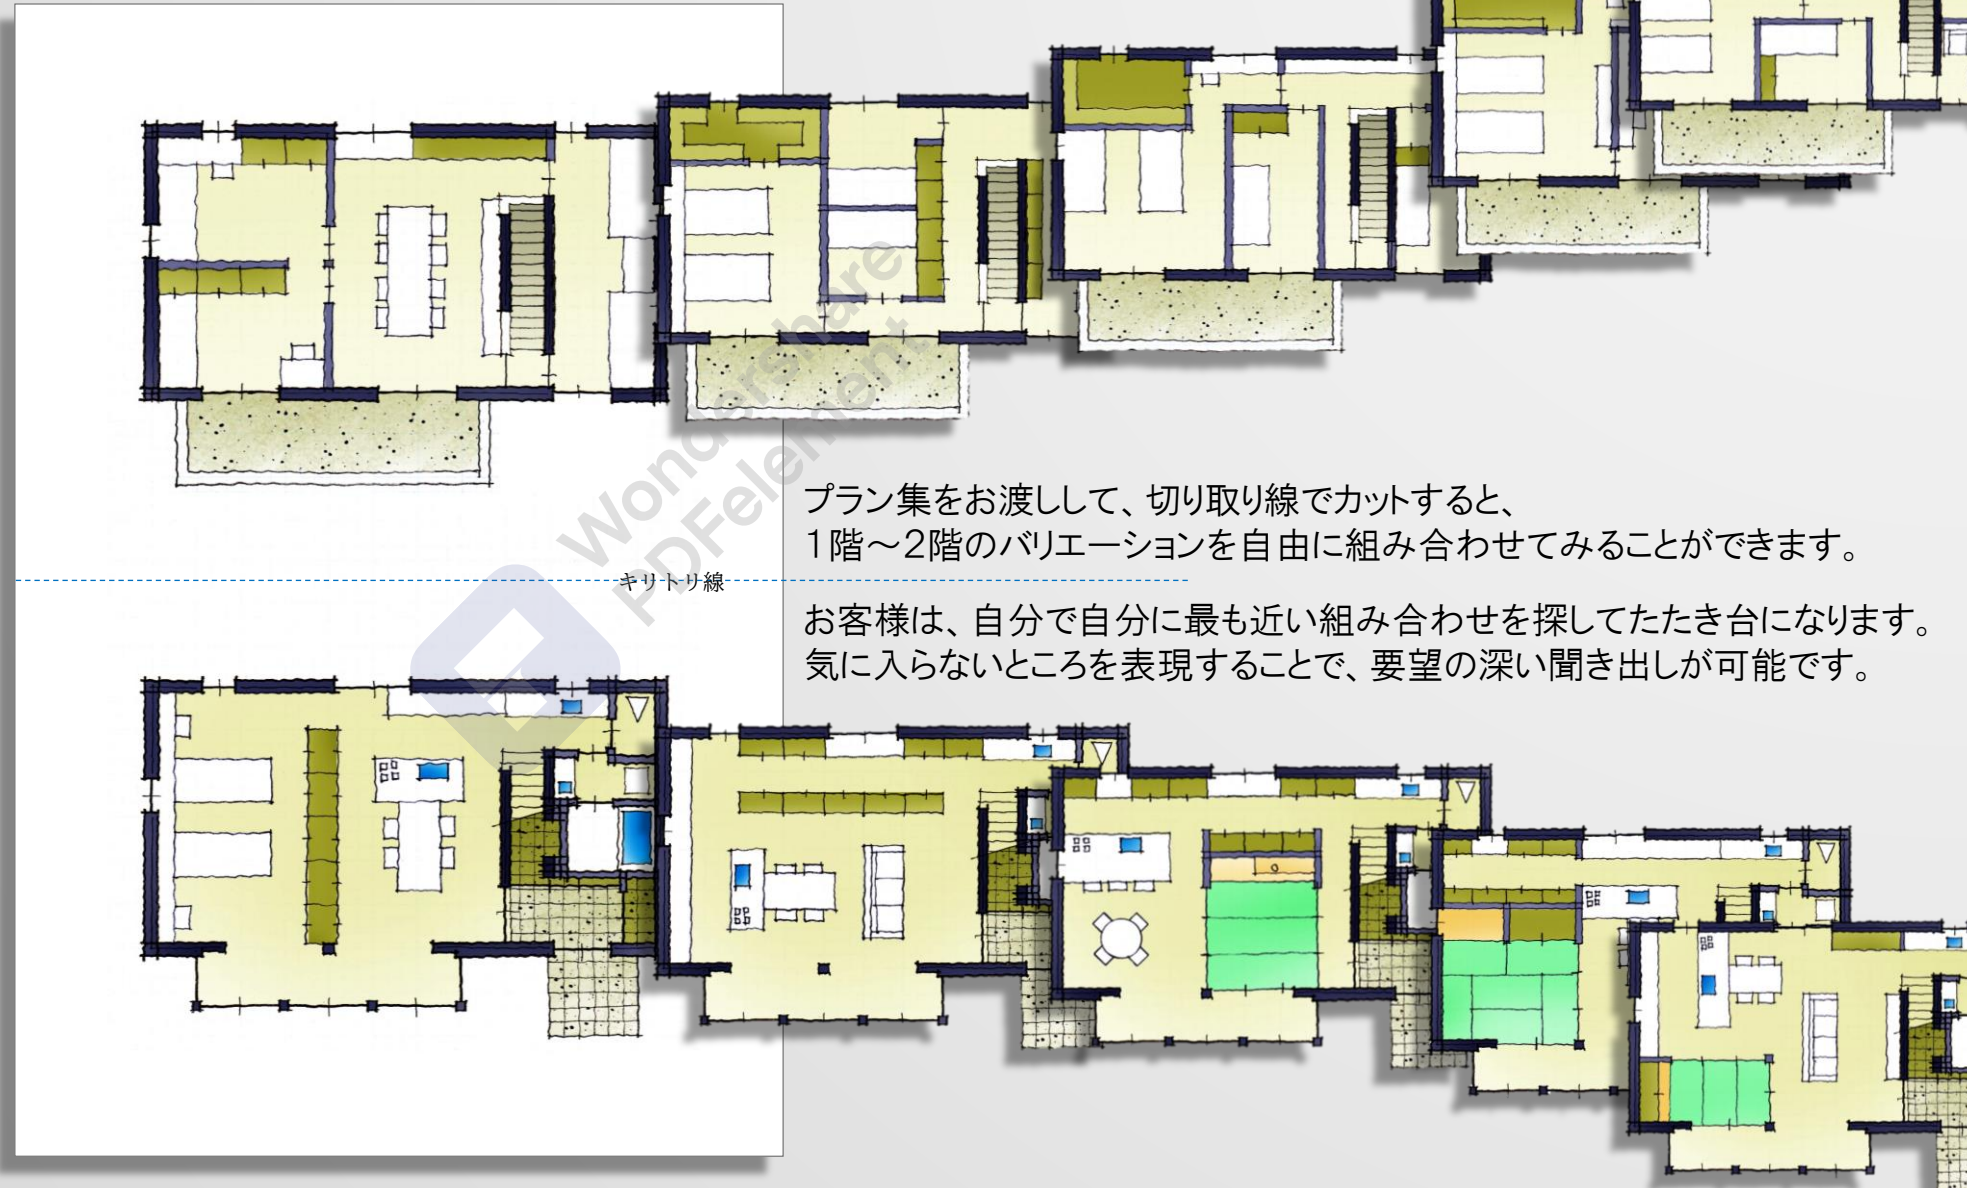 プラン集をお渡しして、切り取り線でカットすると、
1階～2階のバリエーションを自由に組み合わせてみることができます。
キリトリ線
お客様は、自分で自分に最も近い組み合わせを探してたたき台になります。
気に入らないところを表現することで、要望の深い聞き出しが可能です。
Wondershare
PDFelement